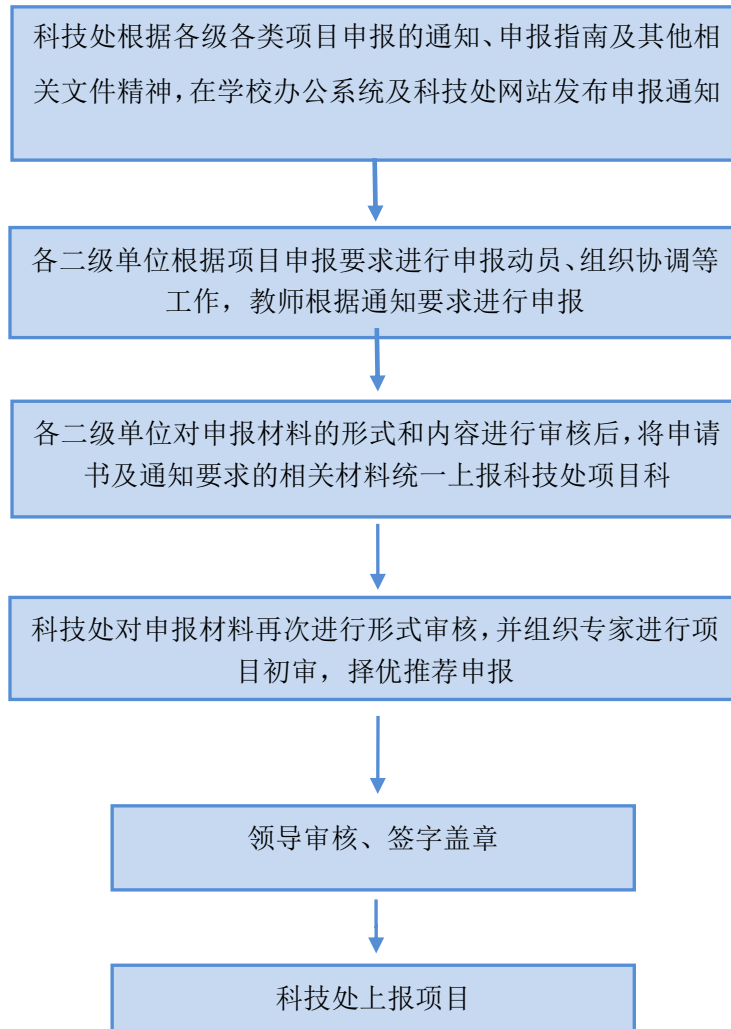 科技处根据各级各类项目申报的通知、申报指南及其他相
关文件精神,在学校办公系统及科技处网站发布申报通知
各二级单位根据项目申报要求进行申报动员、组织协调等
工作，教师根据通知要求进行申报
各二级单位对申报材料的形式和内容进行审核后,将申请
书及通知要求的相关材料统一上报科技处项目科
科技处对申报材料再次进行形式审核,并组织专家进行项
目初审，择优推荐申报
领导审核、签字盖章
科技处上报项目